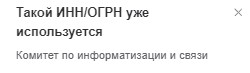 Такой ИНН/ОГРН уже
используется
Комитет по информатизации и связи